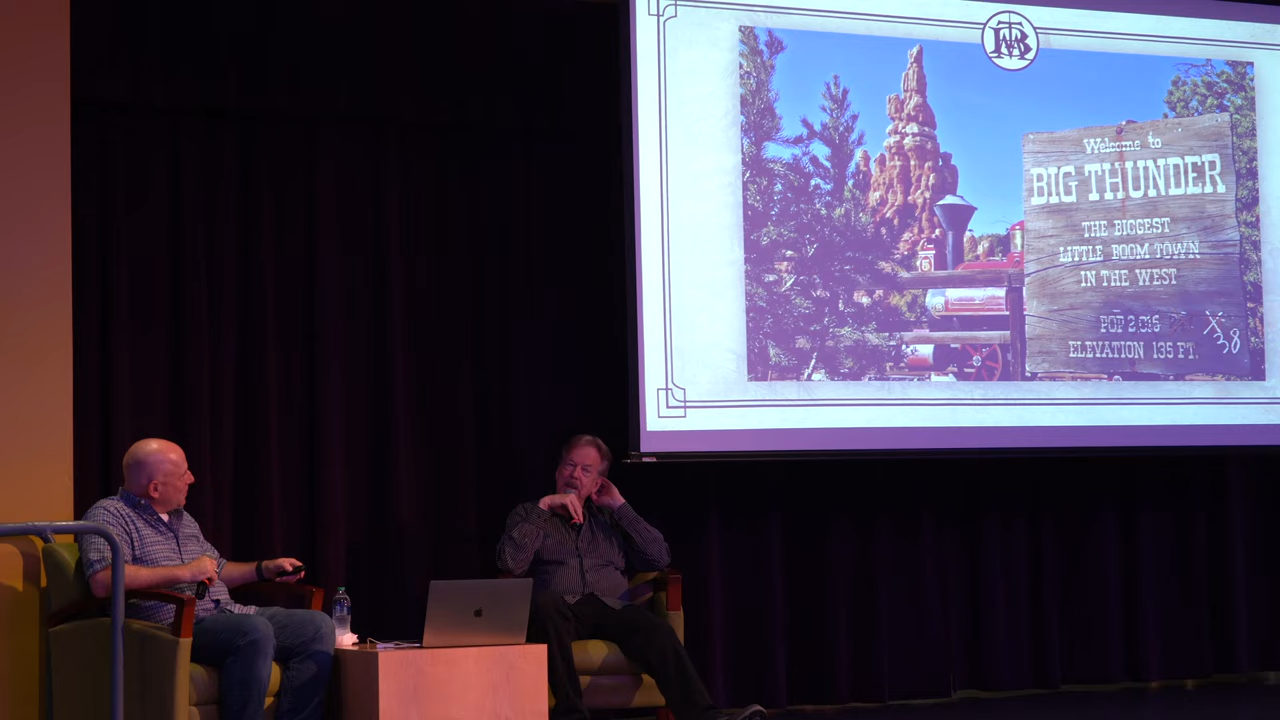 Welcome to
BIG THUNDER
THE BIGGEST
LITTLE BOOM TOWN
IN THE WEST
POP 2,016
38
ELEVATION 135 FT.
5